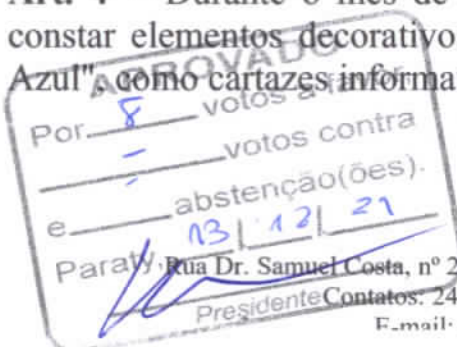 Art. 4º Durante o mês de
constar elementos decorativo
Azul", como cartazes informa
APROVADO
Por 8 votos a favor
- votos contra
e - abstenção(ões).
Paraty, 13 / 12 / 21
Presidente
Rua Dr. Samuel Costa, nº 2
Contatos: 24
E-mail: